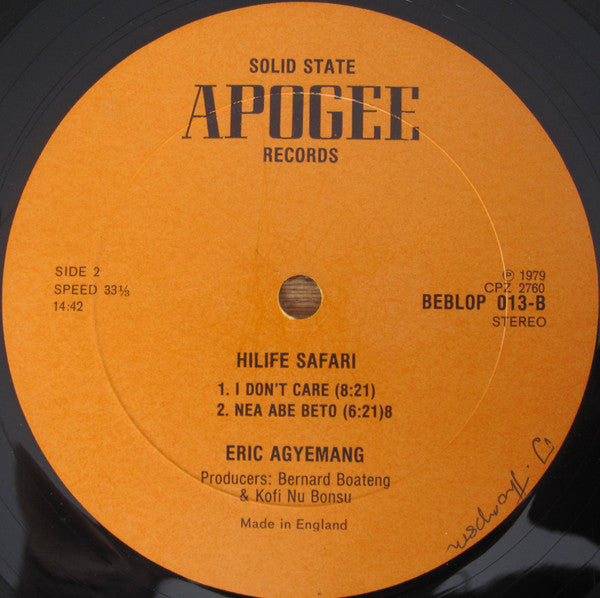 SOLID STATE
APOGEE
RECORDS
SIDE 2
SPEED 33⅓
14:42
℗ 1979
CPZ 2760
BEBLOP 013-B
STEREO
HILIFE SAFARI
1. I DON'T CARE (8:21)
2. NEA ABE BETO (6:21)8
ERIC AGYEMANG
Producers: Bernard Boateng
& Kofi Nu Bonsu
Made in England